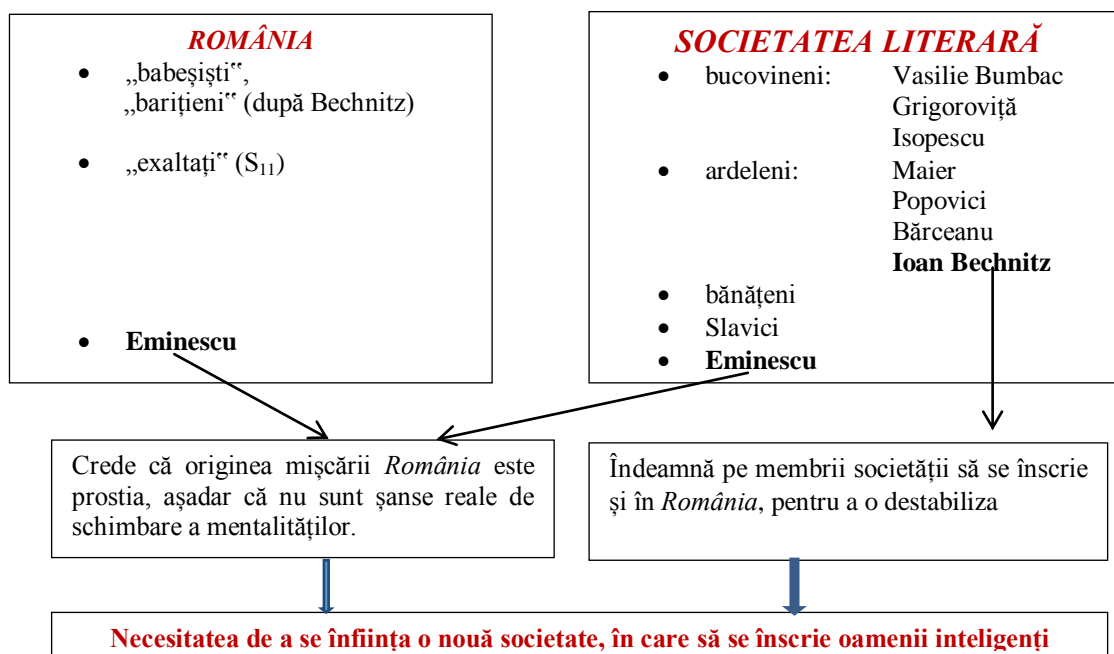 ROMÂNIA
• „babeșiști“,
„barițieni“ (după Bechnitz)
• „exaltați“ (S₁₁)
• Eminescu
SOCIETATEA LITERARĂ
• bucovineni: Vasilie Bumbac
Grigoroviță
Isopescu
• ardeleni: Maier
Popovici
Bărceanu
Ioan Bechnitz
• bănățeni
• Slavici
• Eminescu
Crede că originea mișcării România este
prostia, așadar că nu sunt șanse reale de
schimbare a mentalităților.
Îndeamnă pe membrii societății să se înscrie
și în România, pentru a o destabiliza
Necesitatea de a se înființa o nouă societate, în care să se înscrie oamenii inteligenți